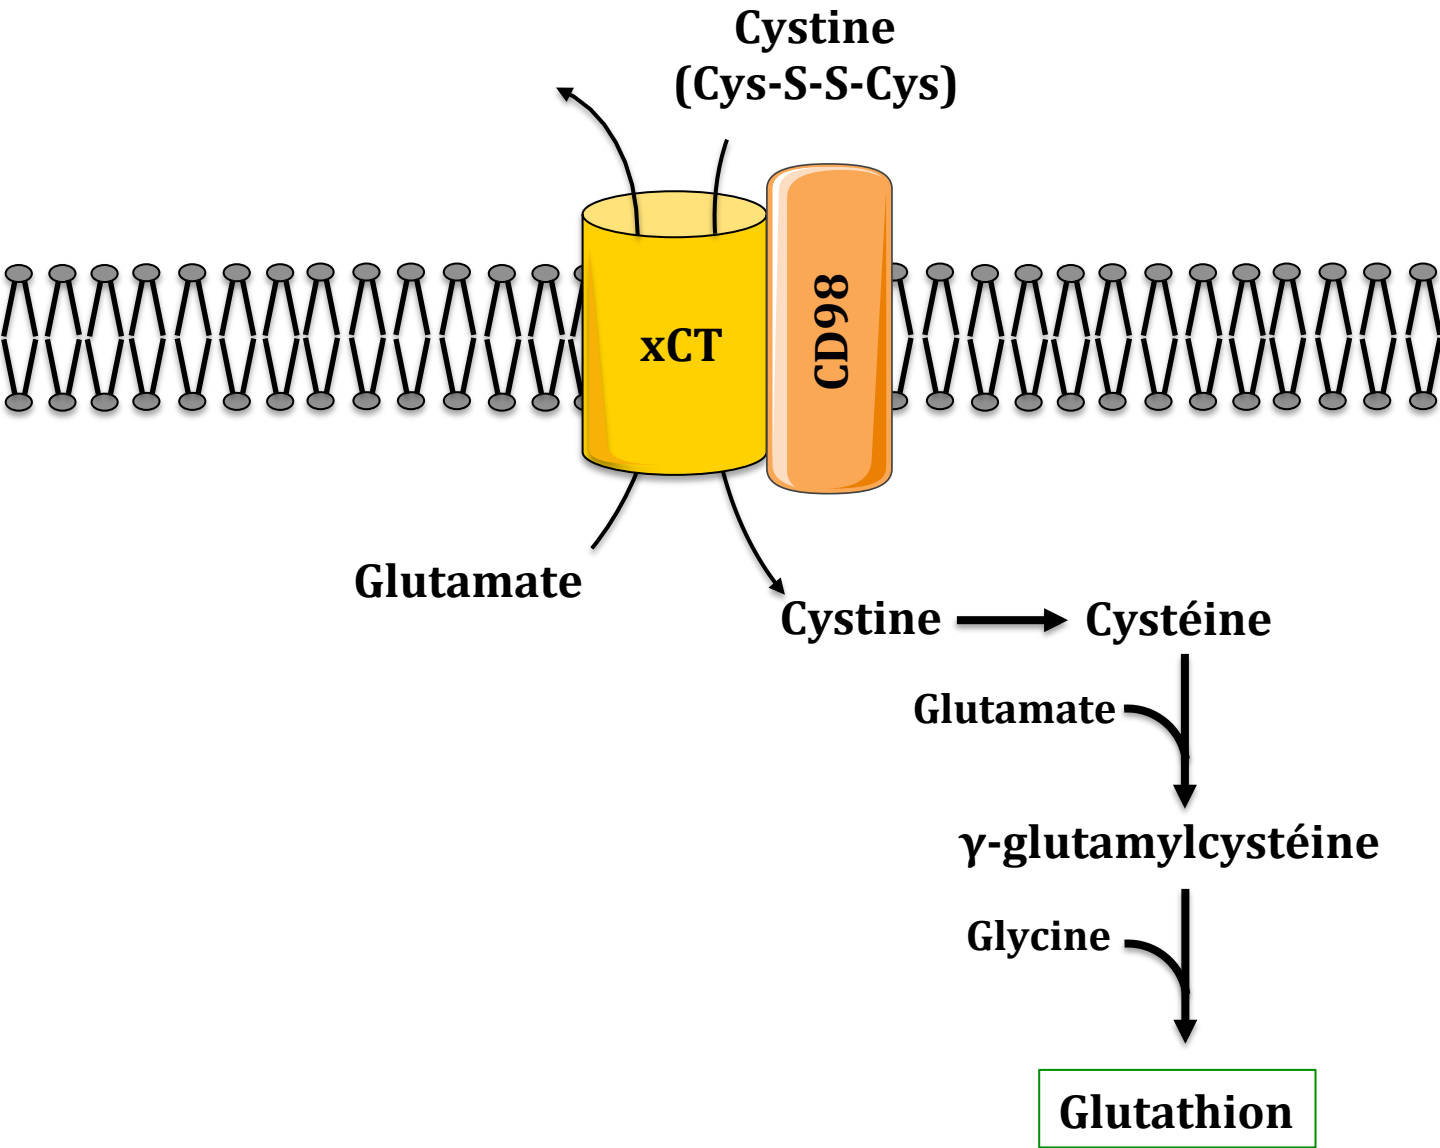 Cystine
(Cys-S-S-Cys)
xCT
CD98
Glutamate
Cystine
Cystéine
Glutamate
γ-glutamylcystéine
Glycine
Glutathion